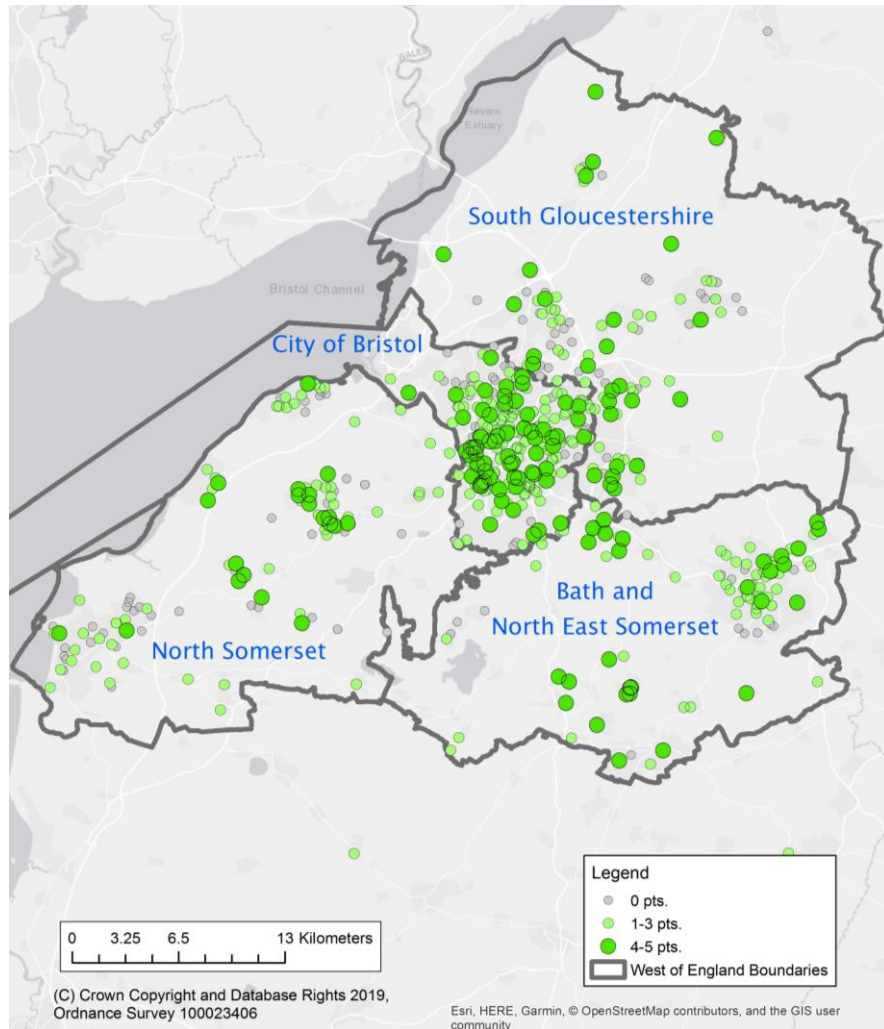 WALES
Severn
Estuary
South Gloucestershire
Bristol Channel
City of Bristol
Bath and
North East Somerset
North Somerset
Legend
0 pts.
1-3 pts.
4-5 pts.
West of England Boundaries
0 3.25 6.5 13 Kilometers
(C) Crown Copyright and Database Rights 2019,
Ordnance Survey 100023406
Esri, HERE, Garmin, © OpenStreetMap contributors, and the GIS user
community